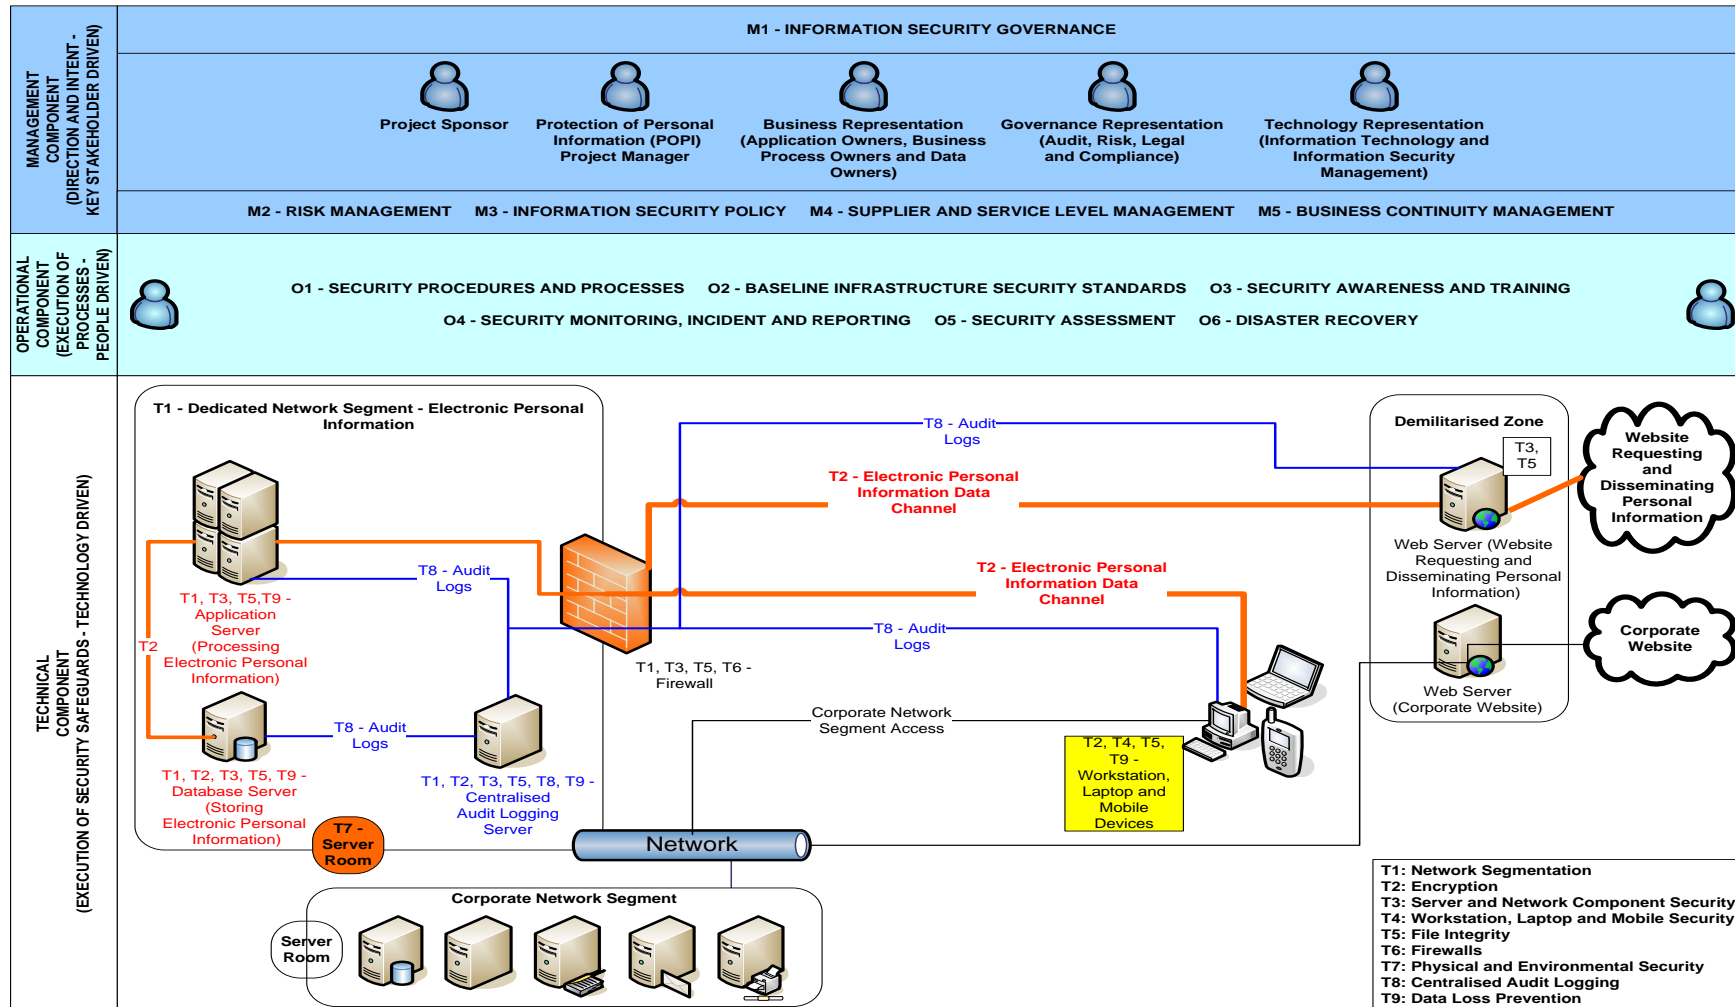 MANAGEMENT
COMPONENT
(DIRECTION AND INTENT -
KEY STAKEHOLDER DRIVEN)
M1 - INFORMATION SECURITY GOVERNANCE
Project Sponsor
Protection of Personal
Information (POPI)
Project Manager
Business Representation
(Application Owners, Business
Process Owners and Data
Owners)
Governance Representation
(Audit, Risk, Legal
and Compliance)
Technology Representation
(Information Technology and
Information Security
Management)
M2 - RISK MANAGEMENT M3 - INFORMATION SECURITY POLICY M4 - SUPPLIER AND SERVICE LEVEL MANAGEMENT M5 - BUSINESS CONTINUITY MANAGEMENT
OPERATIONAL
COMPONENT
(EXECUTION OF
PROCESSES -
PEOPLE DRIVEN)
O1 - SECURITY PROCEDURES AND PROCESSES O2 - BASELINE INFRASTRUCTURE SECURITY STANDARDS O3 - SECURITY AWARENESS AND TRAINING
O4 - SECURITY MONITORING, INCIDENT AND REPORTING O5 - SECURITY ASSESSMENT O6 - DISASTER RECOVERY
TECHNICAL
COMPONENT
(EXECUTION OF SECURITY SAFEGUARDS - TECHNOLOGY DRIVEN)
T1 - Dedicated Network Segment - Electronic Personal
Information
T1, T3, T5,T9 -
Application
Server
(Processing
Electronic Personal
Information)
T2
T8 - Audit
Logs
T1, T2, T3, T5, T9 -
Database Server
(Storing
Electronic Personal
Information)
T8 - Audit
Logs
T1, T2, T3, T5, T8, T9 -
Centralised
Audit Logging
Server
T7 -
Server
Room
T1, T3, T5, T6 -
Firewall
T8 - Audit
Logs
T2 - Electronic Personal
Information Data
Channel
T2 - Electronic Personal
Information Data
Channel
T8 - Audit
Logs
Corporate Network
Segment Access
T2, T4, T5,
T9 -
Workstation,
Laptop and
Mobile
Devices
Demilitarised Zone
T3,
T5
Web Server (Website
Requesting and
Disseminating Personal
Information)
Web Server
(Corporate Website)
Website
Requesting
and
Disseminating
Personal
Information
Corporate
Website
Network
Corporate Network Segment
Server
Room
T1: Network Segmentation
T2: Encryption
T3: Server and Network Component Security
T4: Workstation, Laptop and Mobile Security
T5: File Integrity
T6: Firewalls
T7: Physical and Environmental Security
T8: Centralised Audit Logging
T9: Data Loss Prevention